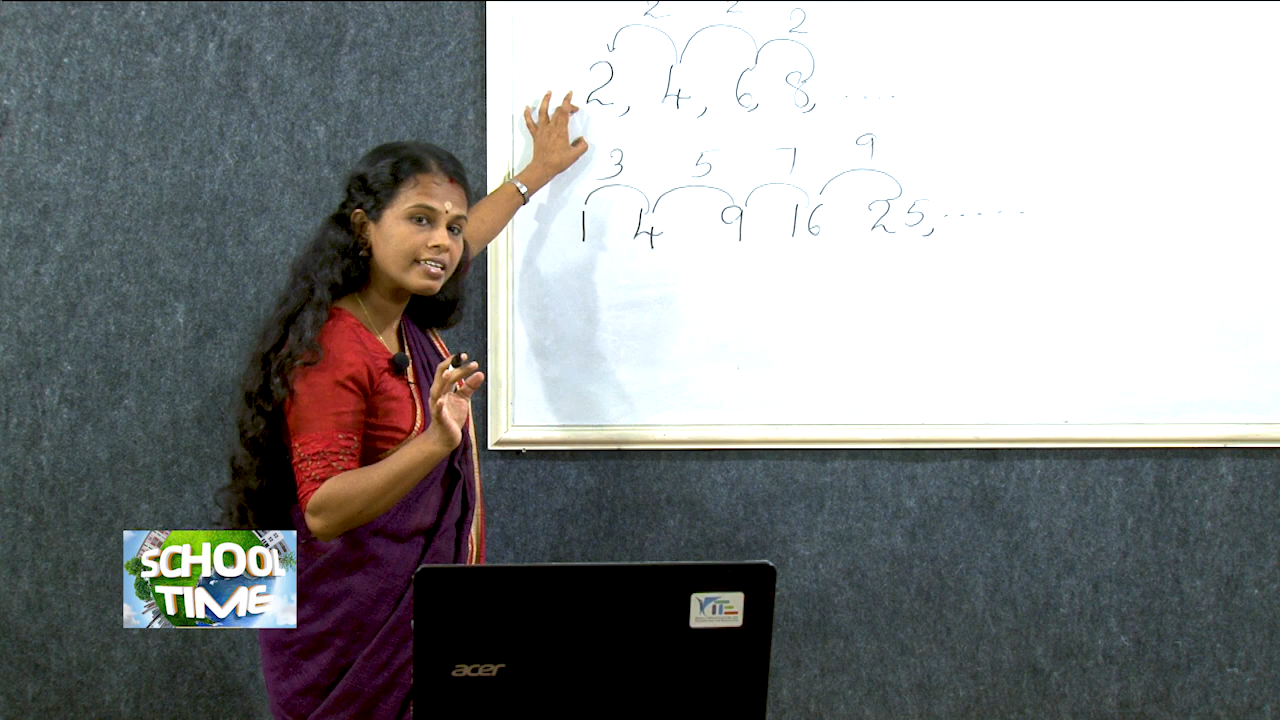 2 2 2
2, 4, 6, 8, ....
3 5 7 9
1 4 9 16 25, ......
SCHOOL
TIME
acer